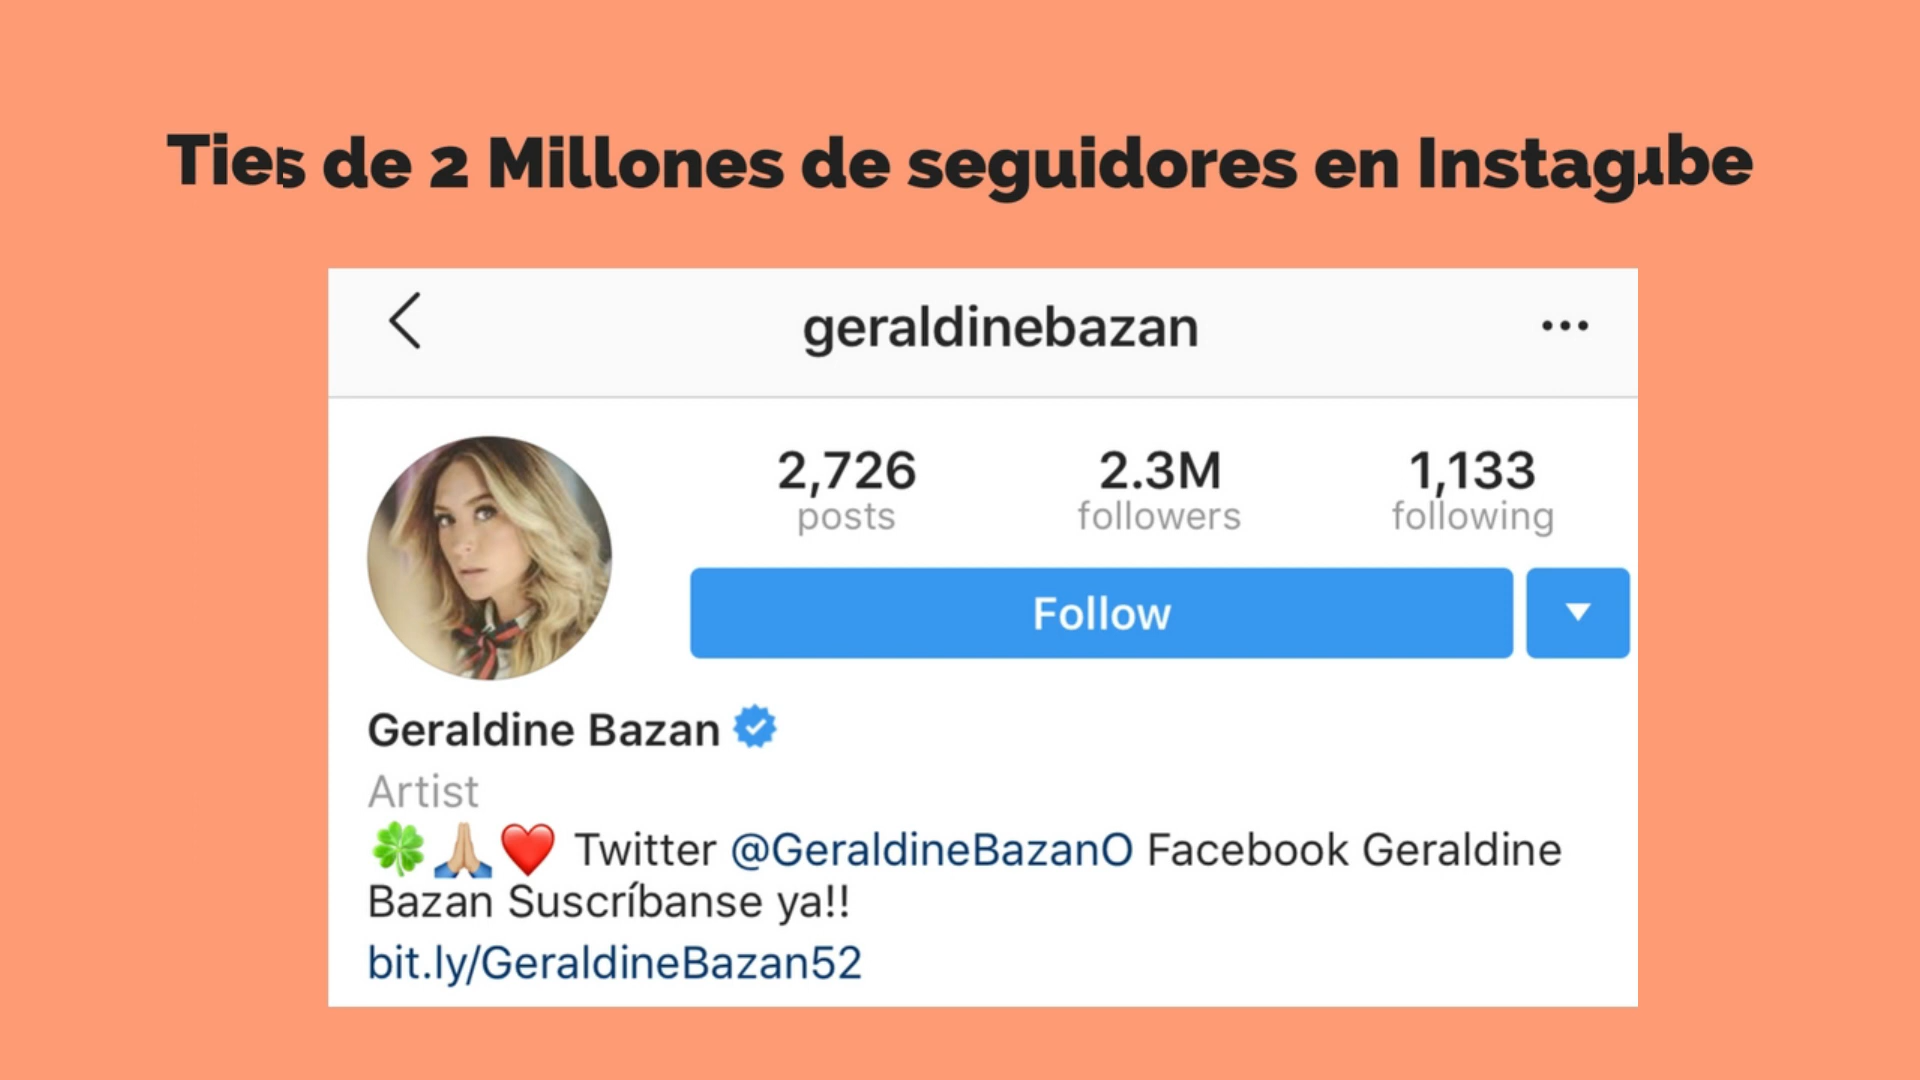 Ties de 2 Millones de seguidores en Instagube
geraldinebazan
2,726 2.3M 1,133
posts followers following
Follow
Geraldine Bazan
Artist
🍀🙏🏼❤️ Twitter @GeraldineBazanO Facebook Geraldine
Bazan Suscríbanse ya!!
bit.ly/GeraldineBazan52